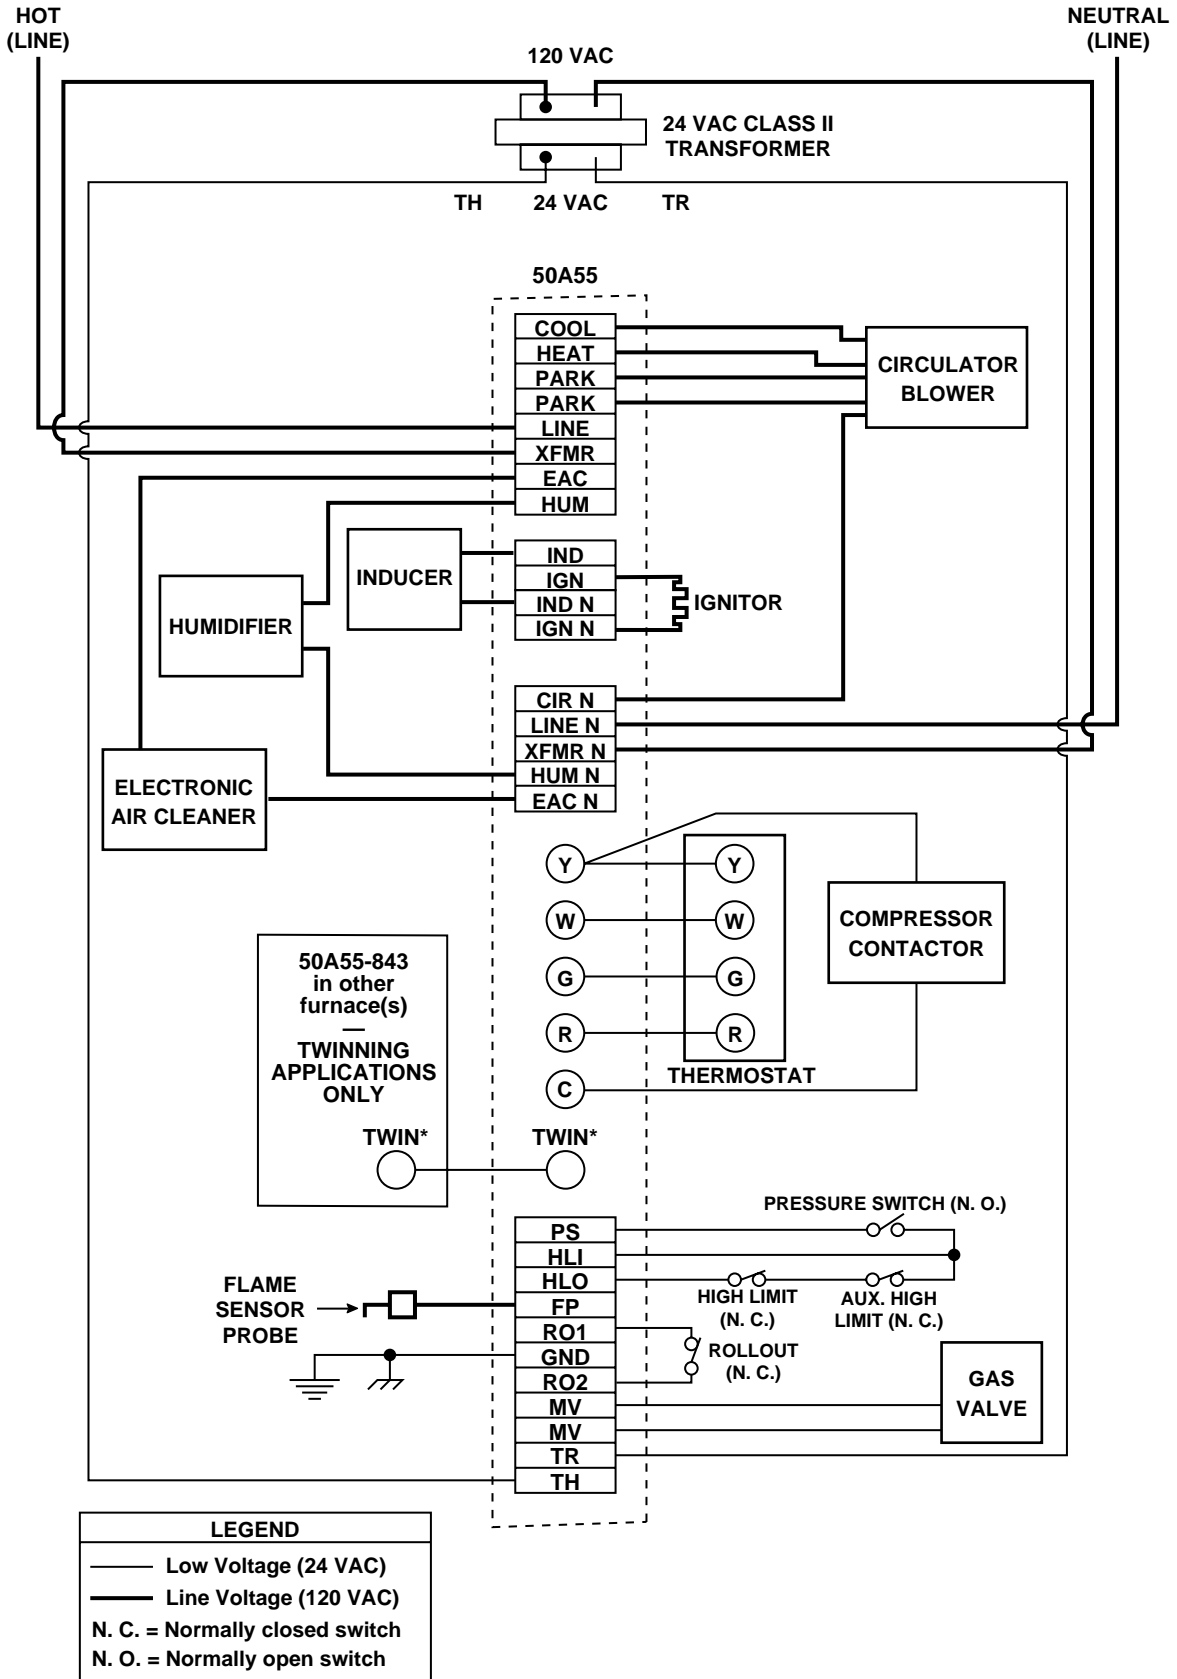 HOT
(LINE)
NEUTRAL
(LINE)
120 VAC
24 VAC CLASS II
TRANSFORMER
TH
24 VAC
TR
50A55
COOL
HEAT
PARK
PARK
LINE
XFMR
EAC
HUM
CIRCULATOR
BLOWER
INDUCER
IND
IGN
IND N
IGN N
IGNITOR
HUMIDIFIER
CIR N
LINE N
XFMR N
HUM N
EAC N
ELECTRONIC
AIR CLEANER
Y
Y
W
W
G
G
R
R
C
THERMOSTAT
COMPRESSOR
CONTACTOR
50A55-843
in other
furnace(s)
—
TWINNING
APPLICATIONS
ONLY
TWIN*
TWIN*
PRESSURE SWITCH (N. O.)
PS
HLI
HLO
FP
RO1
GND
RO2
MV
MV
TR
TH
HIGH LIMIT
(N. C.)
AUX. HIGH
LIMIT (N. C.)
FLAME
SENSOR
PROBE
ROLLOUT
(N. C.)
GAS
VALVE
LEGEND
Low Voltage (24 VAC)
Line Voltage (120 VAC)
N. C. = Normally closed switch
N. O. = Normally open switch